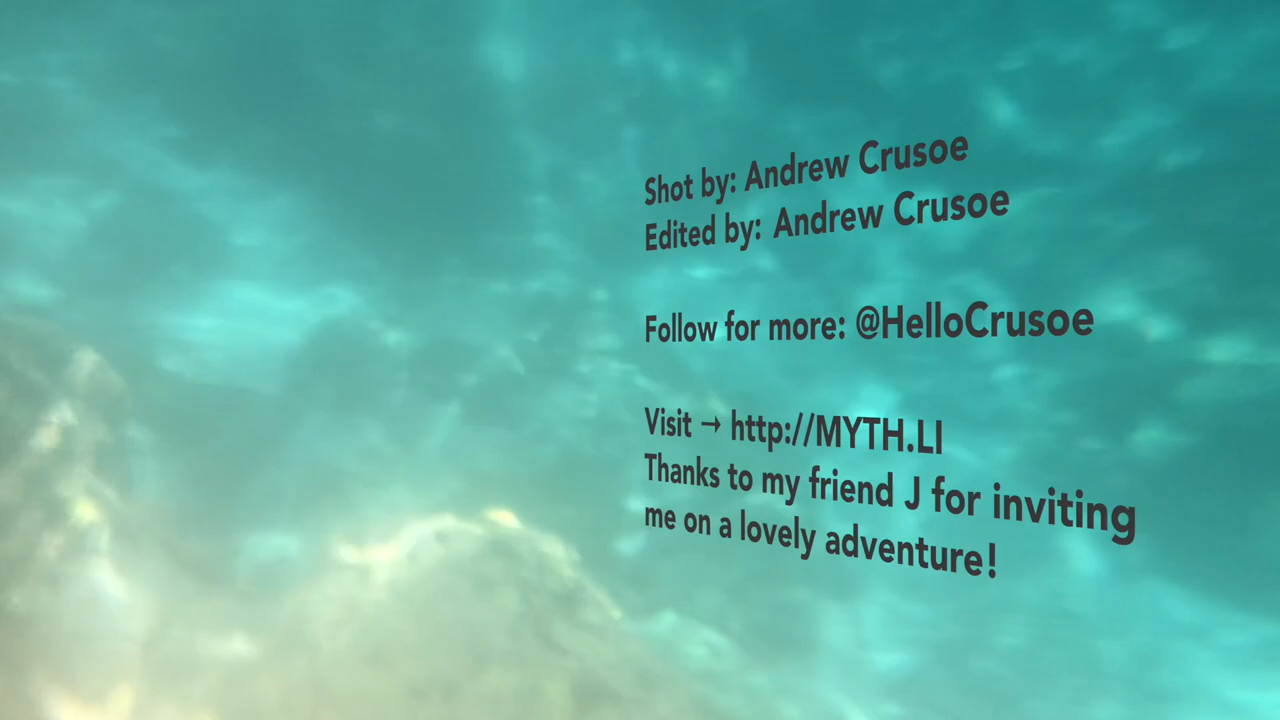 Shot by: Andrew Crusoe
Edited by: Andrew Crusoe
Follow for more: @HelloCrusoe
Visit → http://MYTH.LI
Thanks to my friend J for inviting
me on a lovely adventure!